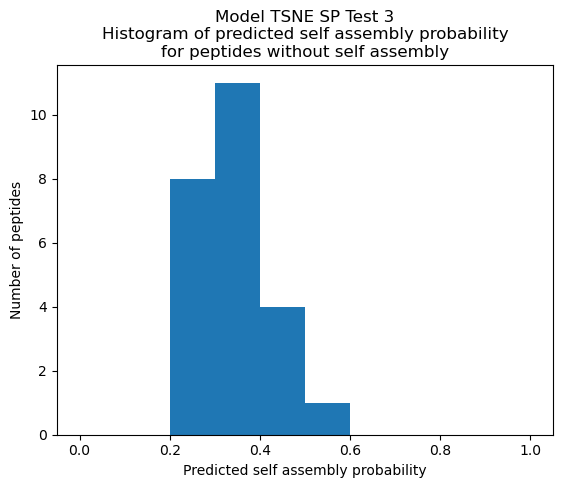 Model TSNE SP Test 3
Histogram of predicted self assembly probability
for peptides without self assembly
Number of peptides
10
8
6
4
2
0
0.0 0.2 0.4 0.6 0.8 1.0
Predicted self assembly probability